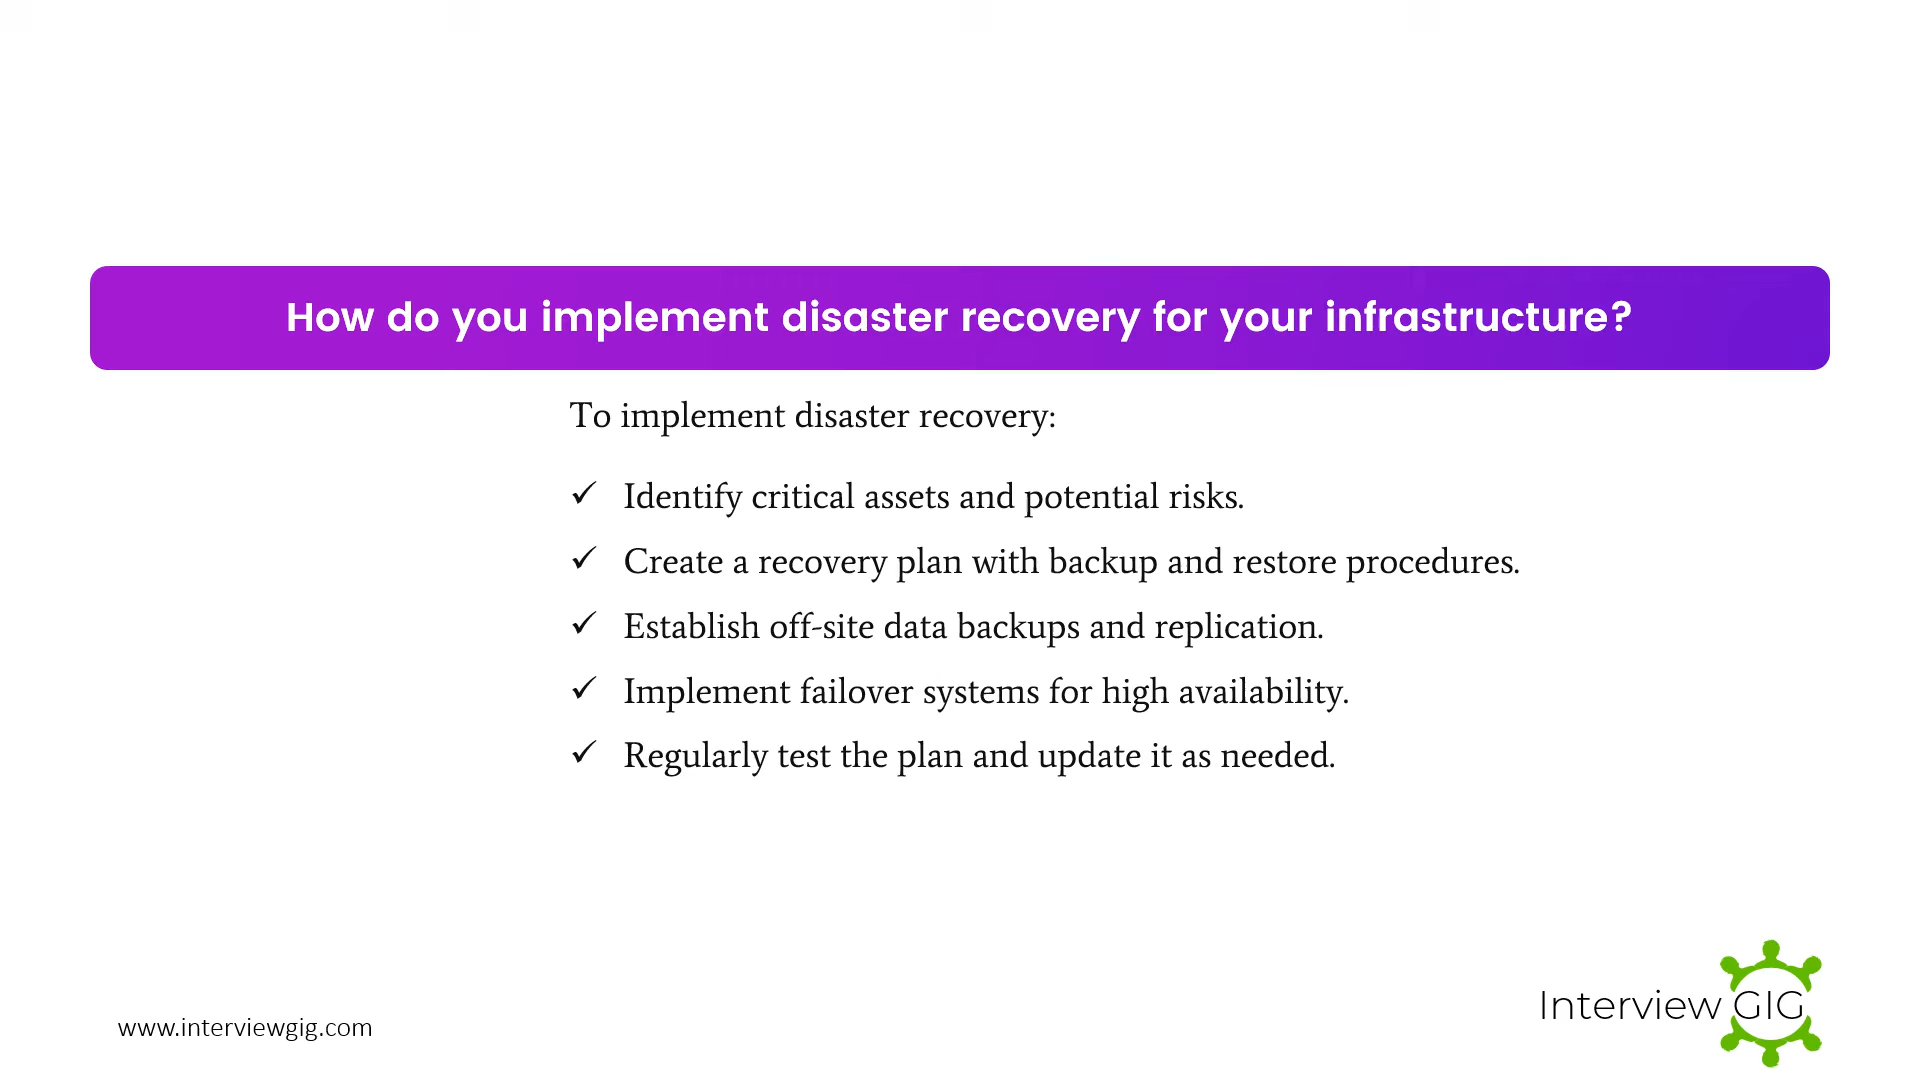 How do you implement disaster recovery for your infrastructure?
To implement disaster recovery:
✓ Identify critical assets and potential risks.
✓ Create a recovery plan with backup and restore procedures.
✓ Establish off-site data backups and replication.
✓ Implement failover systems for high availability.
✓ Regularly test the plan and update it as needed.
Interview GIG
www.interviewgig.com